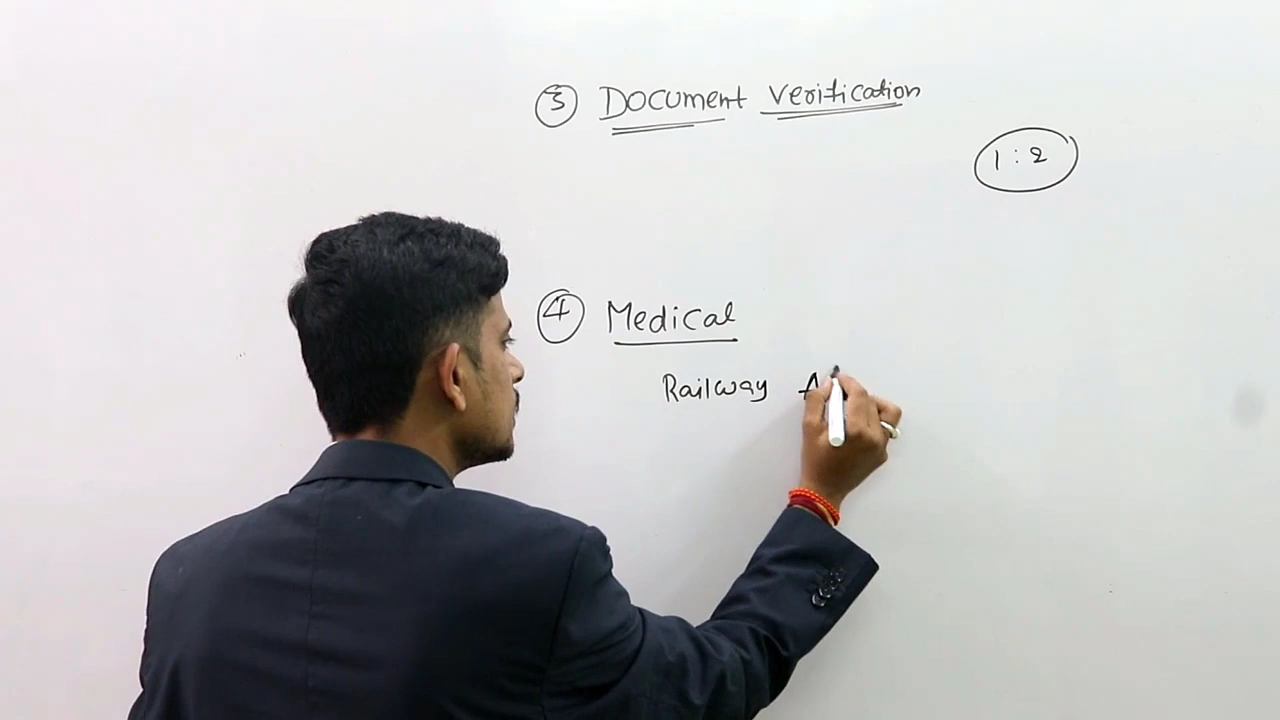 ③ Document Verification
1 : 2
④ Medical
Railway A